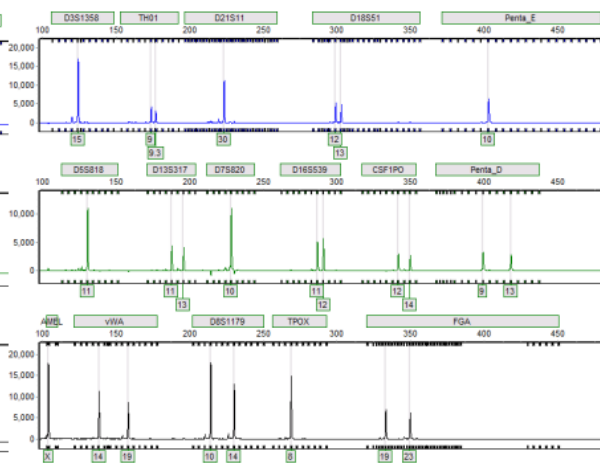 D3S1358 TH01 D21S11 D18S51 Penta_E
100 150 200 250 300 350 400 450
20,000
15,000
10,000
5,000
0
15 9 30 12 10
9.3 13
D5S818 D13S317 D7S820 D16S539 CSF1PO Penta_D
100 150 200 250 300 350 400 450
10,000
5,000
0
11 11 10 11 12 9 13
13 12 14
AMEL vWA D8S1179 TPOX FGA
100 150 200 250 300 350 400 450
20,000
15,000
10,000
5,000
0
X 14 19 10 14 8 19 23